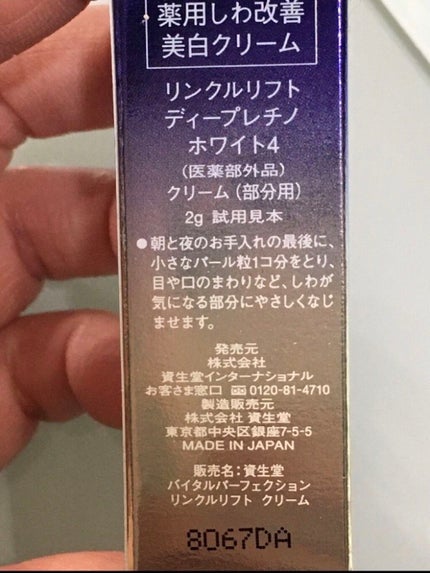 薬用しわ改善
美白クリーム
リンクルリフト
ディープレチノ
ホワイト4
(医薬部外品)
クリーム(部分用)
2g 試用見本
●朝と夜のお手入れの最後に、
小さなパール粒1コ分をとり、
目や口のまわりなど、しわが
気になる部分にやさしくなじ
ませます。
発売元
株式会社
資生堂インターナショナル
お客さま窓口 0120-81-4710
製造販売元
株式会社 資生堂
東京都中央区銀座7-5-5
MADE IN JAPAN
販売名:資生堂
バイタルパーフェクション
リンクルリフト クリーム
8067DA